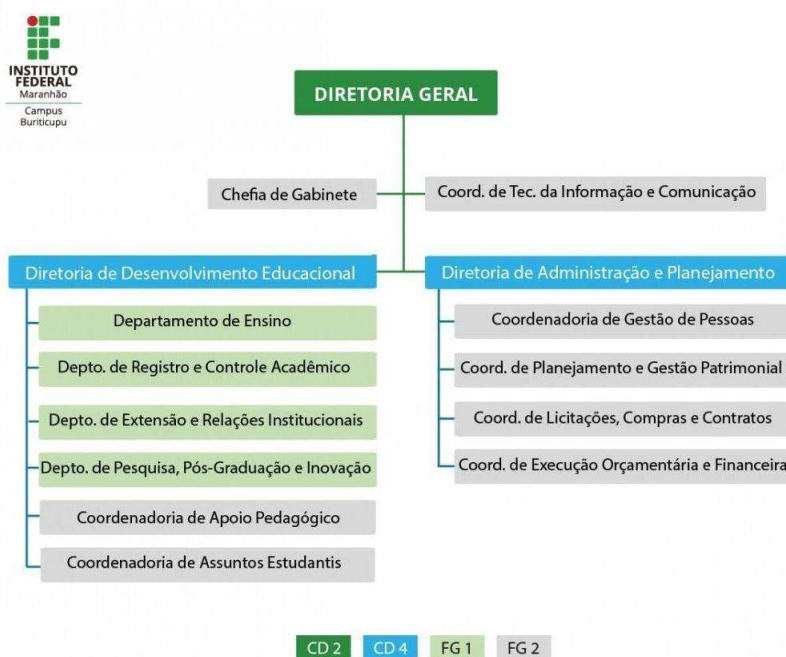 INSTITUTO
FEDERAL
Maranhão
Campus
Buriticupu
DIRETORIA GERAL
Chefia de Gabinete
Coord. de Tec. da Informação e Comunicação
Diretoria de Desenvolvimento Educacional
Diretoria de Administração e Planejamento
Departamento de Ensino
Depto. de Registro e Controle Acadêmico
Depto. de Extensão e Relações Institucionais
Depto. de Pesquisa, Pós-Graduação e Inovação
Coordenadoria de Apoio Pedagógico
Coordenadoria de Assuntos Estudantis
Coordenadoria de Gestão de Pessoas
Coord. de Planejamento e Gestão Patrimonial
Coord. de Licitações, Compras e Contratos
Coord. de Execução Orçamentária e Financeira
CD 2
CD 4
FG 1
FG 2